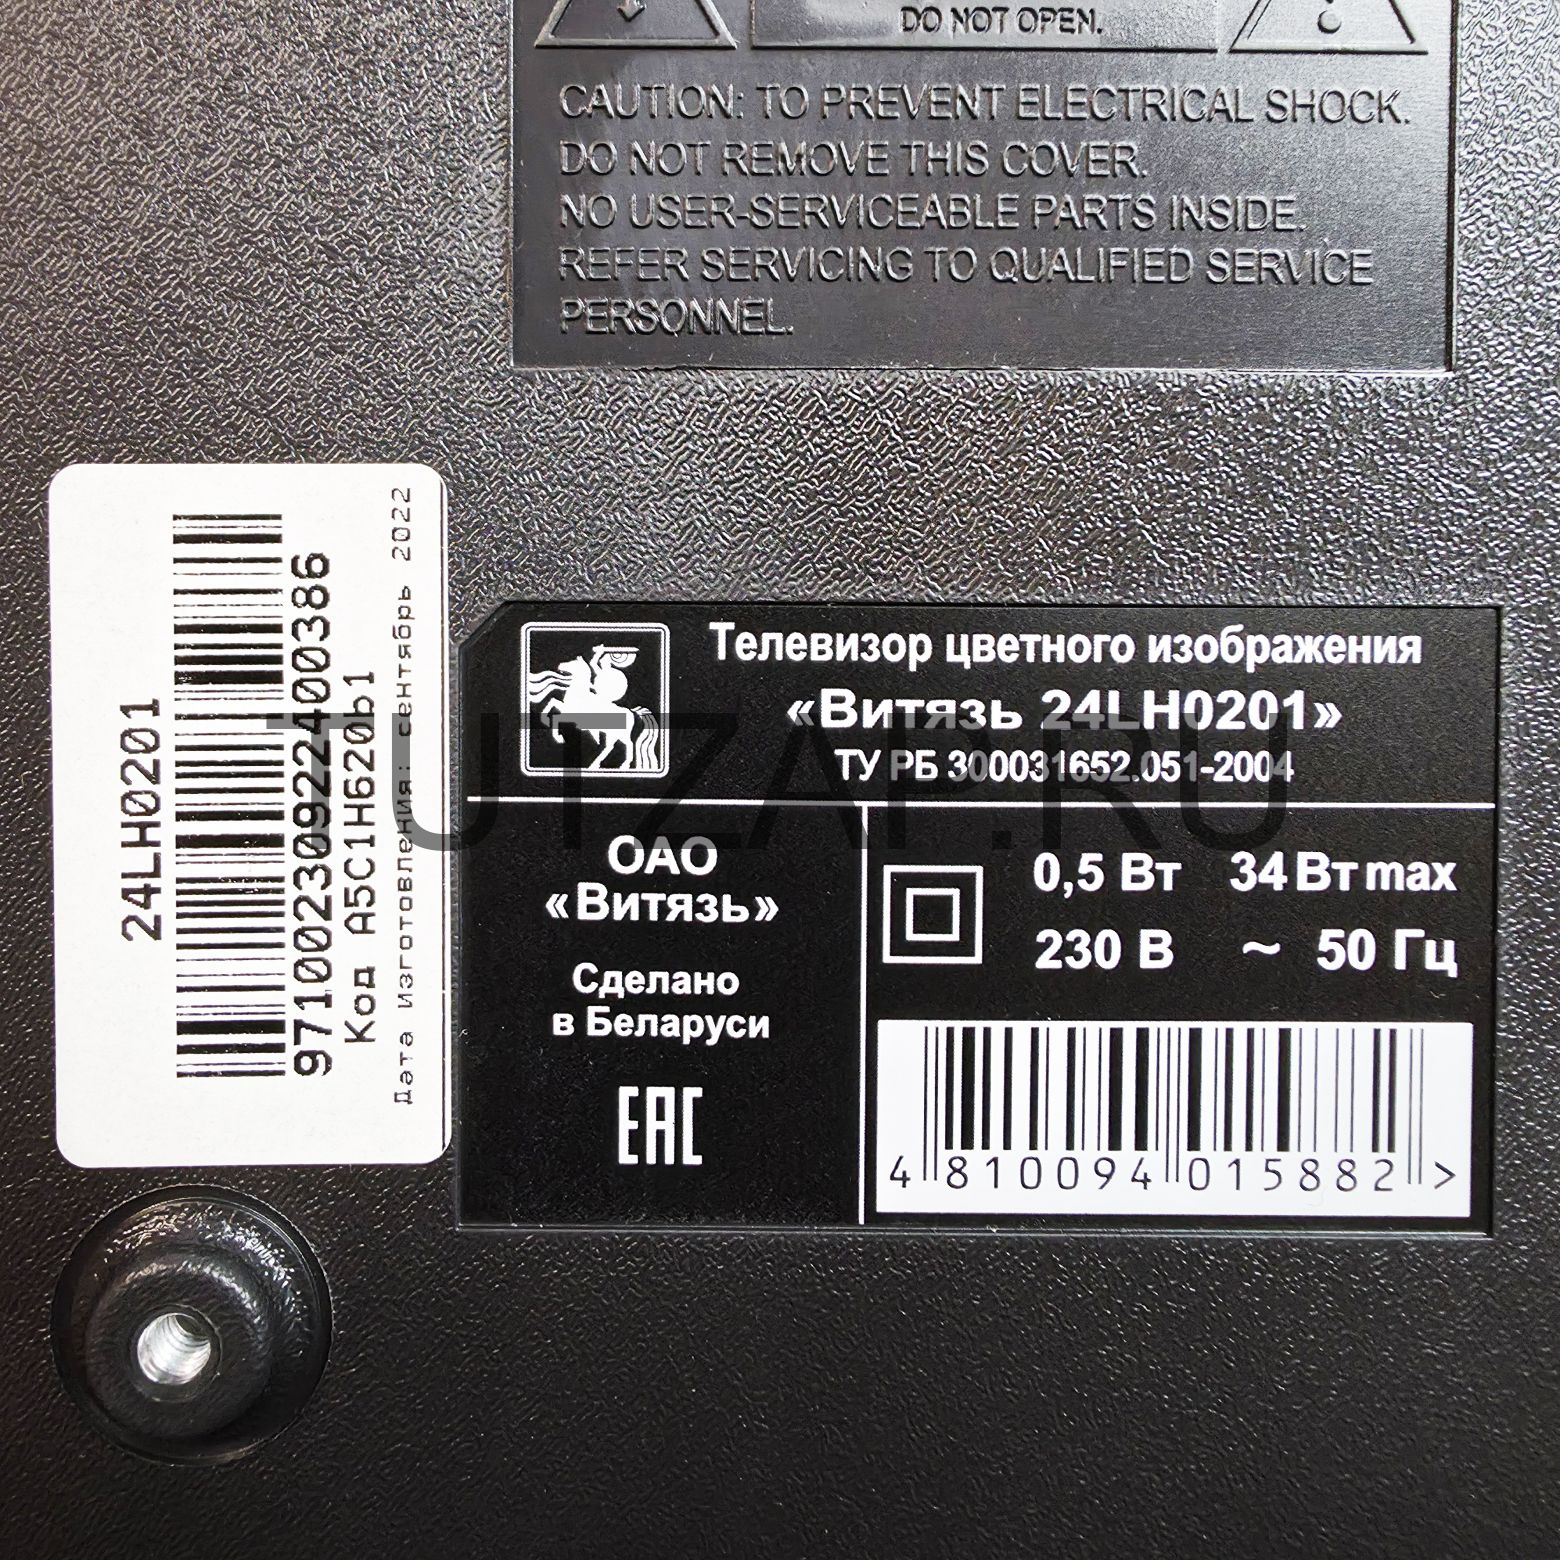 DO NOT OPEN.
CAUTION: TO PREVENT ELECTRICAL SHOCK.
DO NOT REMOVE THIS COVER.
NO USER-SERVICEABLE PARTS INSIDE.
REFER SERVICING TO QUALIFIED SERVICE
PERSONNEL.
24LH0201
9710023092240​0386
Код A5C1H620b1
Дата изготовления: сентябрь 2022
Телевизор цветного изображения
«Витязь 24LH0201»
ТУ РБ 300031652.051-2004
ОАО
«Витязь»
Сделано
в Беларуси
EAC
0,5 Вт 34 Вт max
230 В ~ 50 Гц
4 810094 015882 >
TUTZAP.RU